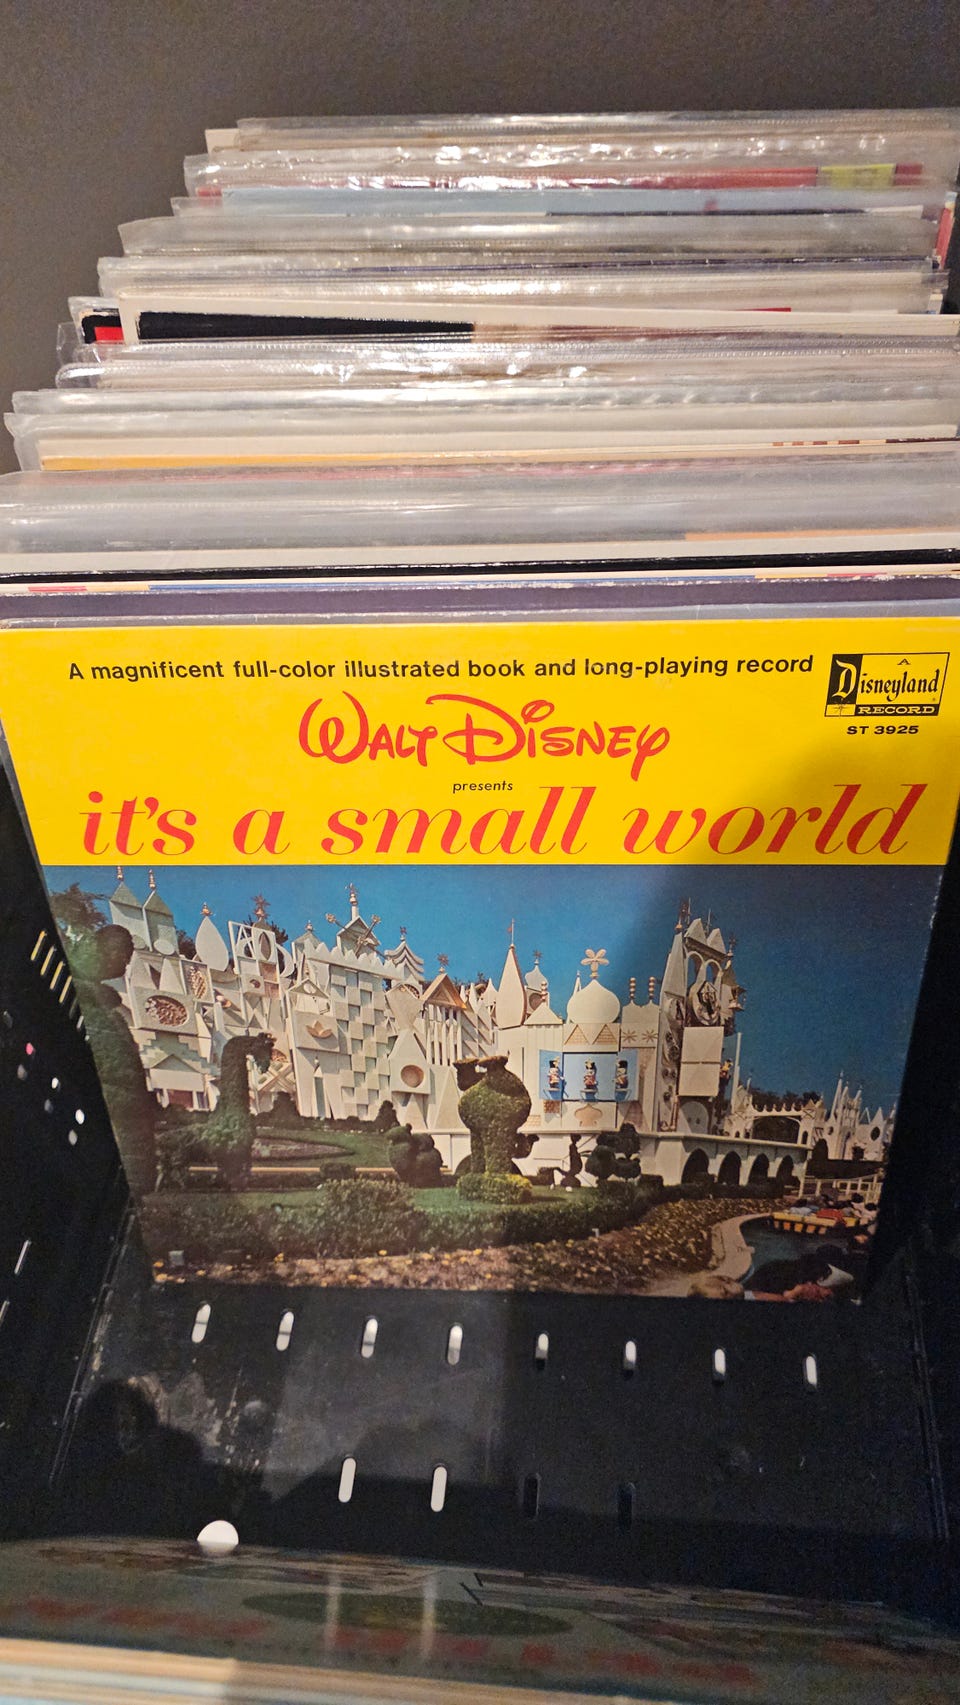 A magnificent full-color illustrated book and long-playing record
A
Disneyland
RECORD
ST 3925
WALT DISNEY
presents
it's a small world